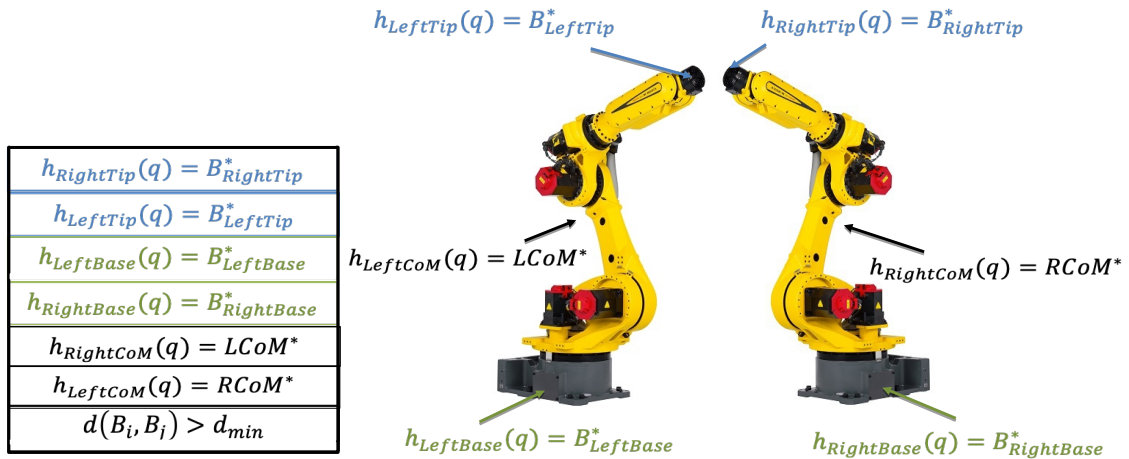 h_{LeftTip}(q) = B^*_{LeftTip}
h_{RightTip}(q) = B^*_{RightTip}
h_{RightTip}(q) = B^*_{RightTip}
h_{LeftTip}(q) = B^*_{LeftTip}
h_{LeftBase}(q) = B^*_{LeftBase}
h_{RightBase}(q) = B^*_{RightBase}
h_{RightCoM}(q) = LCoM^*
h_{LeftCoM}(q) = RCoM^*
d(B_i, B_j) > d_{min}
h_{LeftCoM}(q) = LCoM^*
h_{RightCoM}(q) = RCoM^*
h_{LeftBase}(q) = B^*_{LeftBase}
h_{RightBase}(q) = B^*_{RightBase}